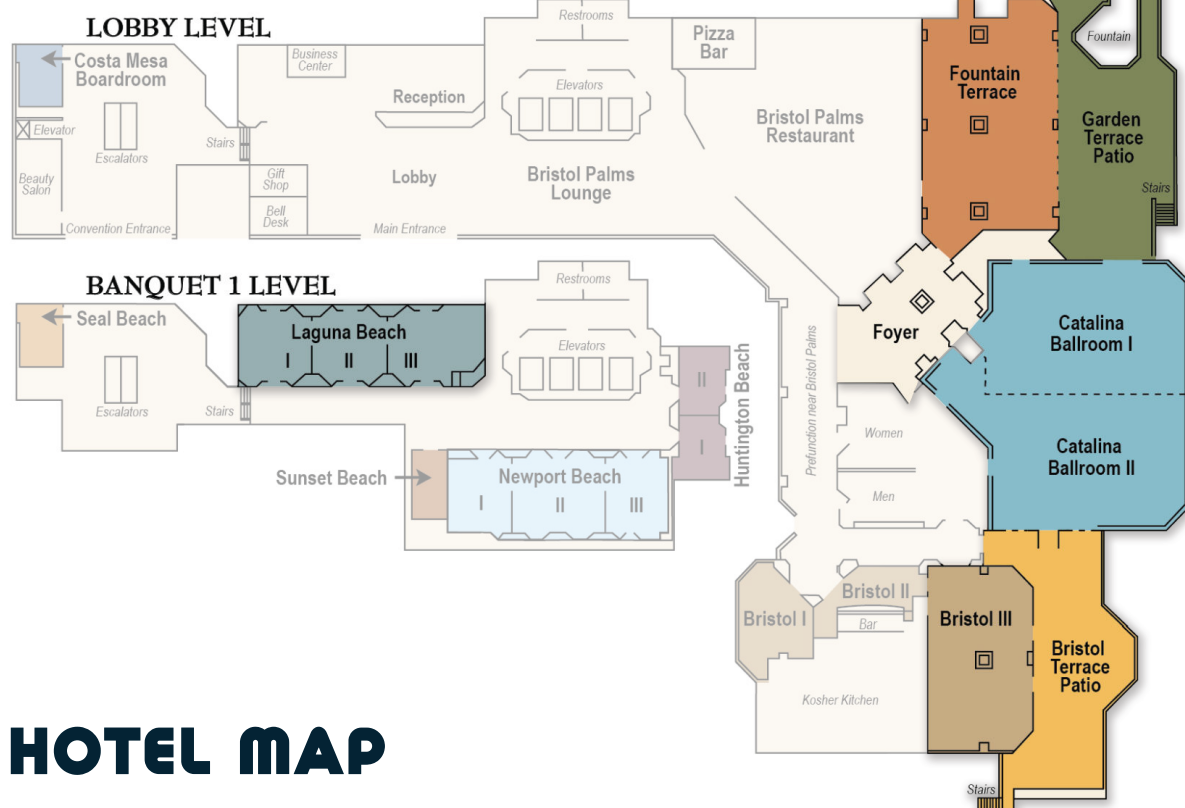 LOBBY LEVEL
Costa Mesa
Boardroom
Elevator
Escalators
Beauty
Salon
Convention Entrance
Stairs
Business
Center
Reception
Gift
Shop
Bell
Desk
Lobby
Main Entrance
Restrooms
Elevators
Bristol Palms
Lounge
Pizza
Bar
Bristol Palms
Restaurant
Fountain
Terrace
Fountain
Garden
Terrace
Patio
Stairs
BANQUET 1 LEVEL
Seal Beach
Escalators
Stairs
Laguna Beach
I II III
Restrooms
Elevators
Huntington Beach
II
I
Sunset Beach
Newport Beach
I II III
Prefunction near Bristol Palms
Foyer
Women
Men
Catalina
Ballroom I
Catalina
Ballroom II
Bristol I
Bristol II
Bar
Kosher Kitchen
Bristol III
Bristol
Terrace
Patio
Stairs
HOTEL MAP